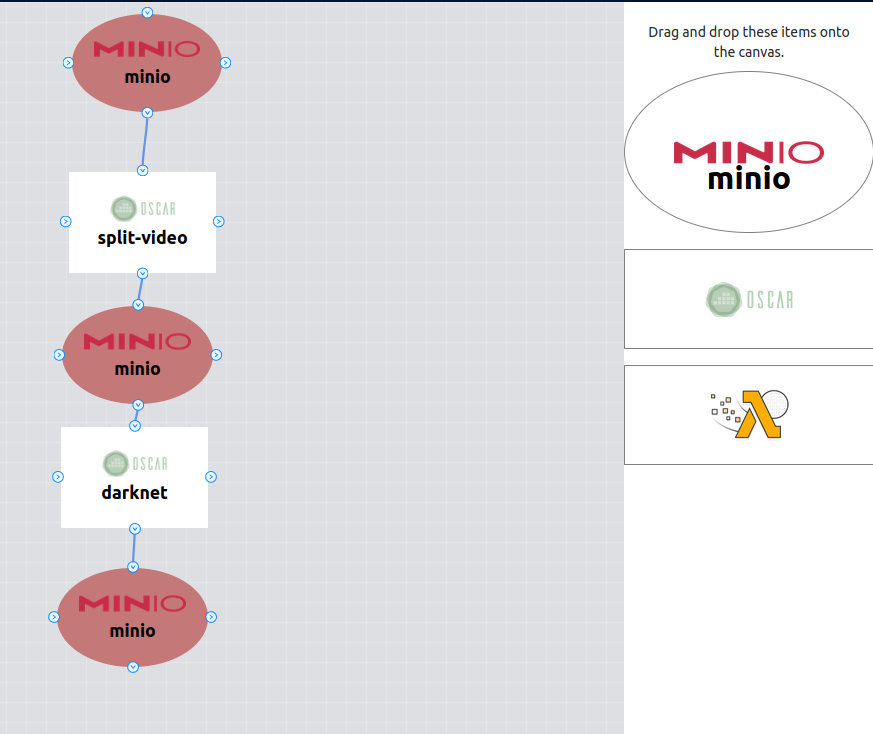 MINIO
minio
OSCAR
split-video
MINIO
minio
OSCAR
darknet
MINIO
minio
Drag and drop these items onto
the canvas.
MINIO
minio
OSCAR